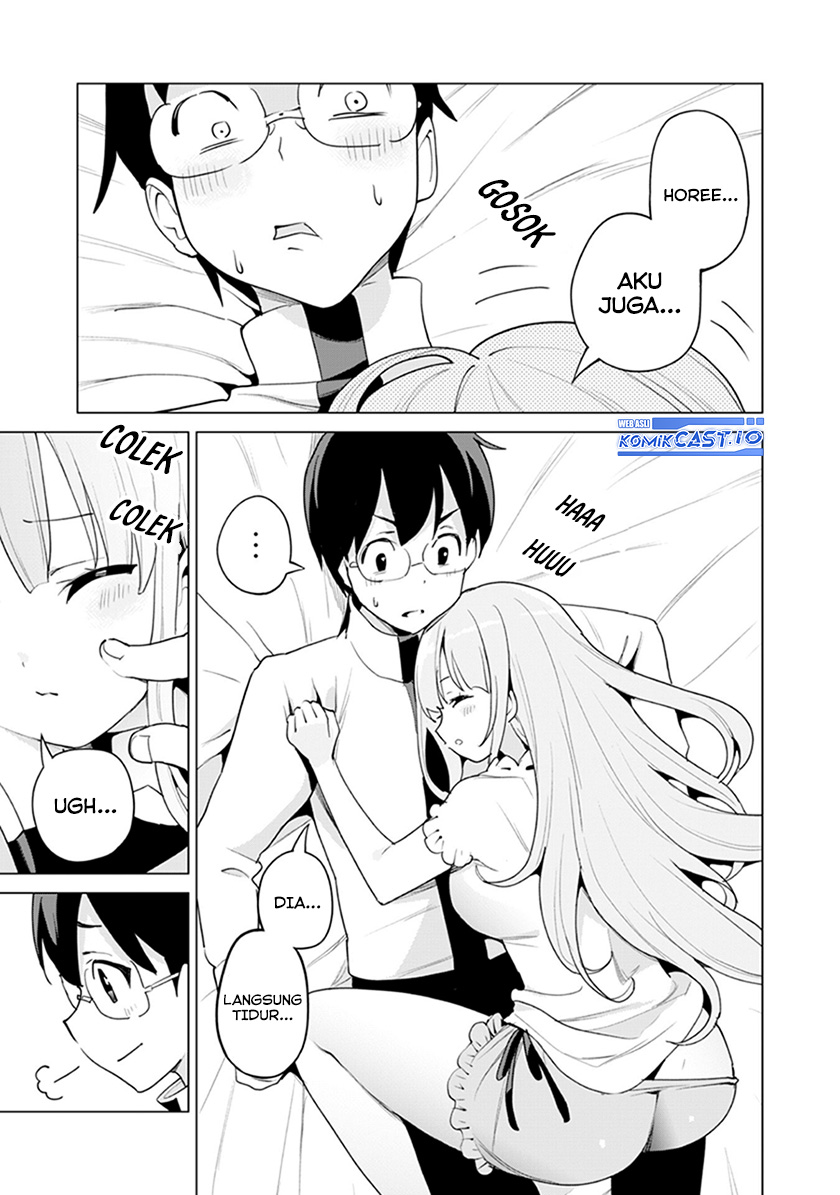 HOREE...
AKU
JUGA...
GOSOK
WEB ASLI
KOMIKCAST.IO
HAAA
HUUU
...
DIA...
LANGSUNG
TIDUR...
COLEK
COLEK
UGH...